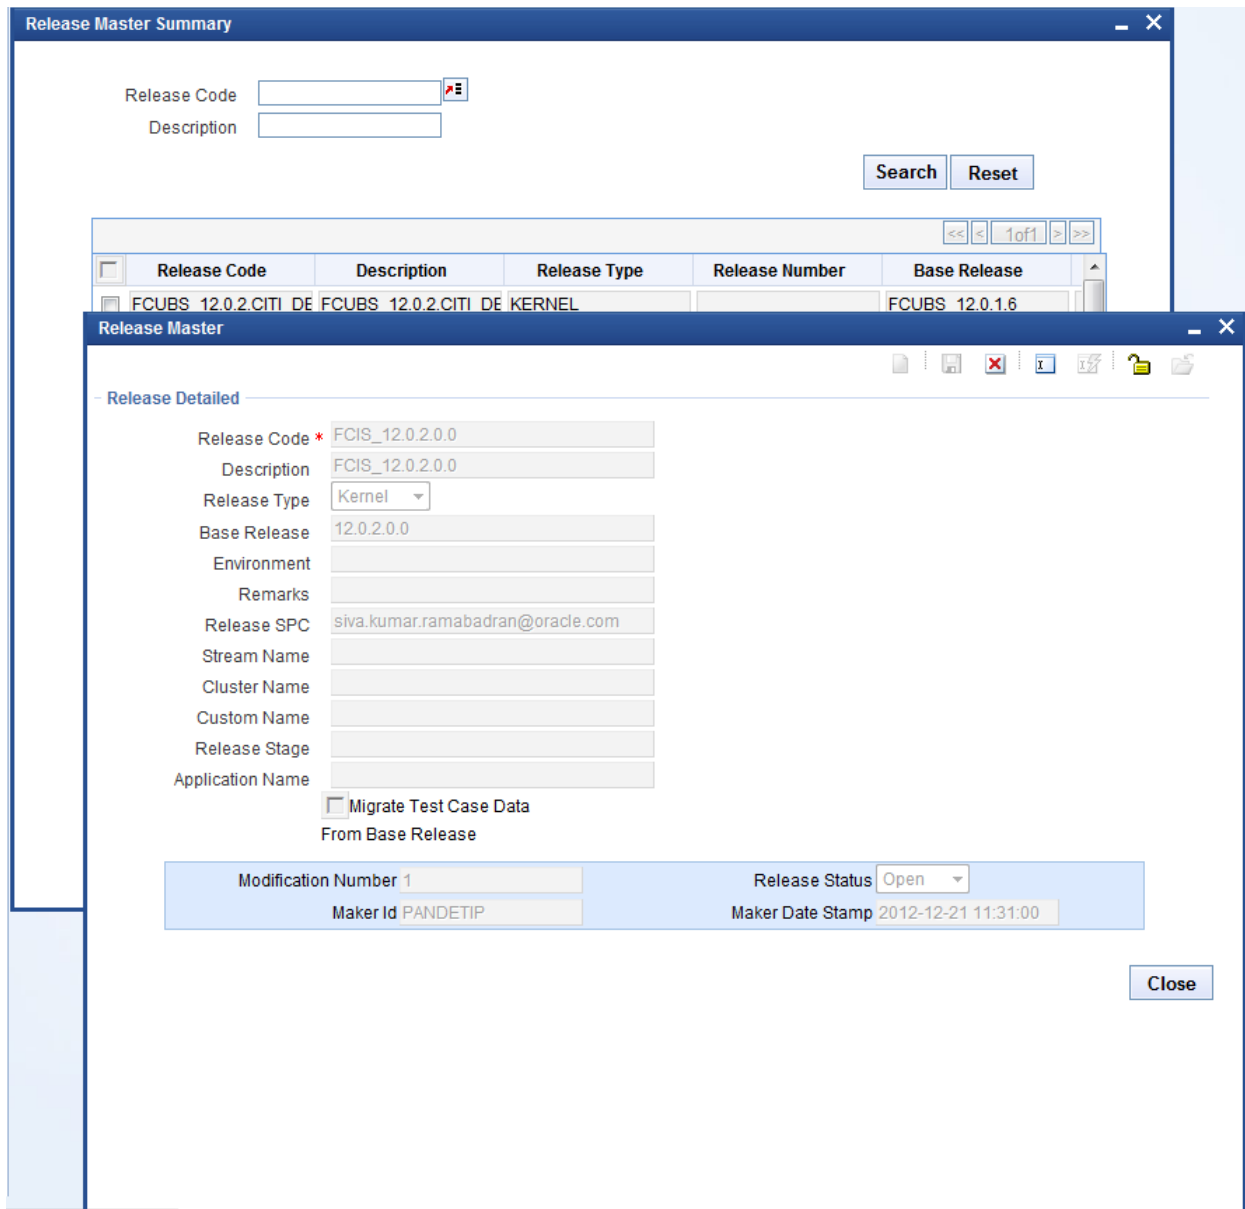 Release Master Summary
Release Code
Description
Search Reset
<< < 1of1 > >>
Release Code Description Release Type Release Number Base Release
FCUBS_12.0.2.CITI_DE FCUBS_12.0.2.CITI_DE KERNEL FCUBS_12.0.1.6
Release Master
Release Detailed
Release Code * FCIS_12.0.2.0.0
Description FCIS_12.0.2.0.0
Release Type Kernel
Base Release 12.0.2.0.0
Environment
Remarks
Release SPC siva.kumar.ramabadran@oracle.com
Stream Name
Cluster Name
Custom Name
Release Stage
Application Name
Migrate Test Case Data
From Base Release
Modification Number 1 Release Status Open
Maker Id PANDETIP Maker Date Stamp 2012-12-21 11:31:00
Close